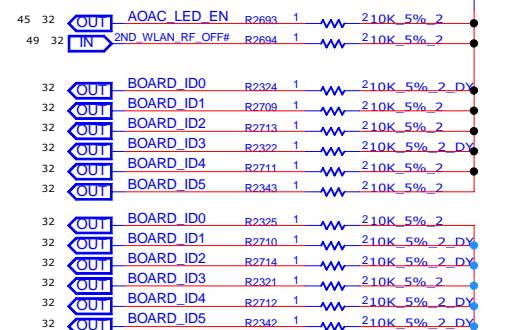 45 32 OUT AOAC_LED_EN R2693 1 2 10K_5%_2
49 32 IN 2ND_WLAN_RF_OFF# R2694 1 2 10K_5%_2
32 OUT BOARD_ID0 R2324 1 2 10K_5%_2_DY
32 OUT BOARD_ID1 R2709 1 2 10K_5%_2
32 OUT BOARD_ID2 R2713 1 2 10K_5%_2
32 OUT BOARD_ID3 R2322 1 2 10K_5%_2_DY
32 OUT BOARD_ID4 R2711 1 2 10K_5%_2
32 OUT BOARD_ID5 R2343 1 2 10K_5%_2
32 OUT BOARD_ID0 R2325 1 2 10K_5%_2
32 OUT BOARD_ID1 R2710 1 2 10K_5%_2_DY
32 OUT BOARD_ID2 R2714 1 2 10K_5%_2_DY
32 OUT BOARD_ID3 R2321 1 2 10K_5%_2
32 OUT BOARD_ID4 R2712 1 2 10K_5%_2_DY
32 OUT BOARD_ID5 R2342 1 2 10K_5%_2_DY